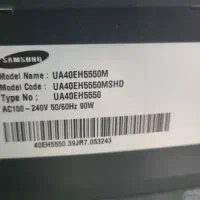 SAMSUNG
Model Name : UA40EH5550M
Model Code : UA40EH5550MSHD
Type No : UA40EH5550
AC100-240V 50/60Hz 90W
40EH5550.39JR7.053243